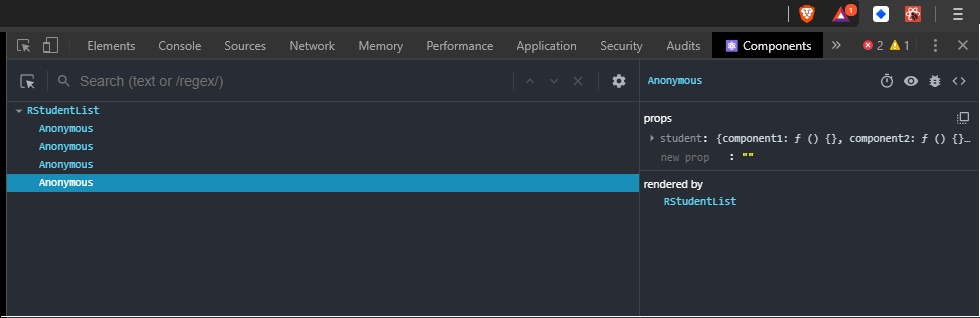 1
Elements Console Sources Network Memory Performance Application Security Audits Components » 2 1
Search (text or /regex/)
Anonymous
RStudentList
Anonymous
Anonymous
Anonymous
Anonymous
props
student: {component1: ƒ () {}, component2: ƒ () {}…
new prop : ""
rendered by
RStudentList